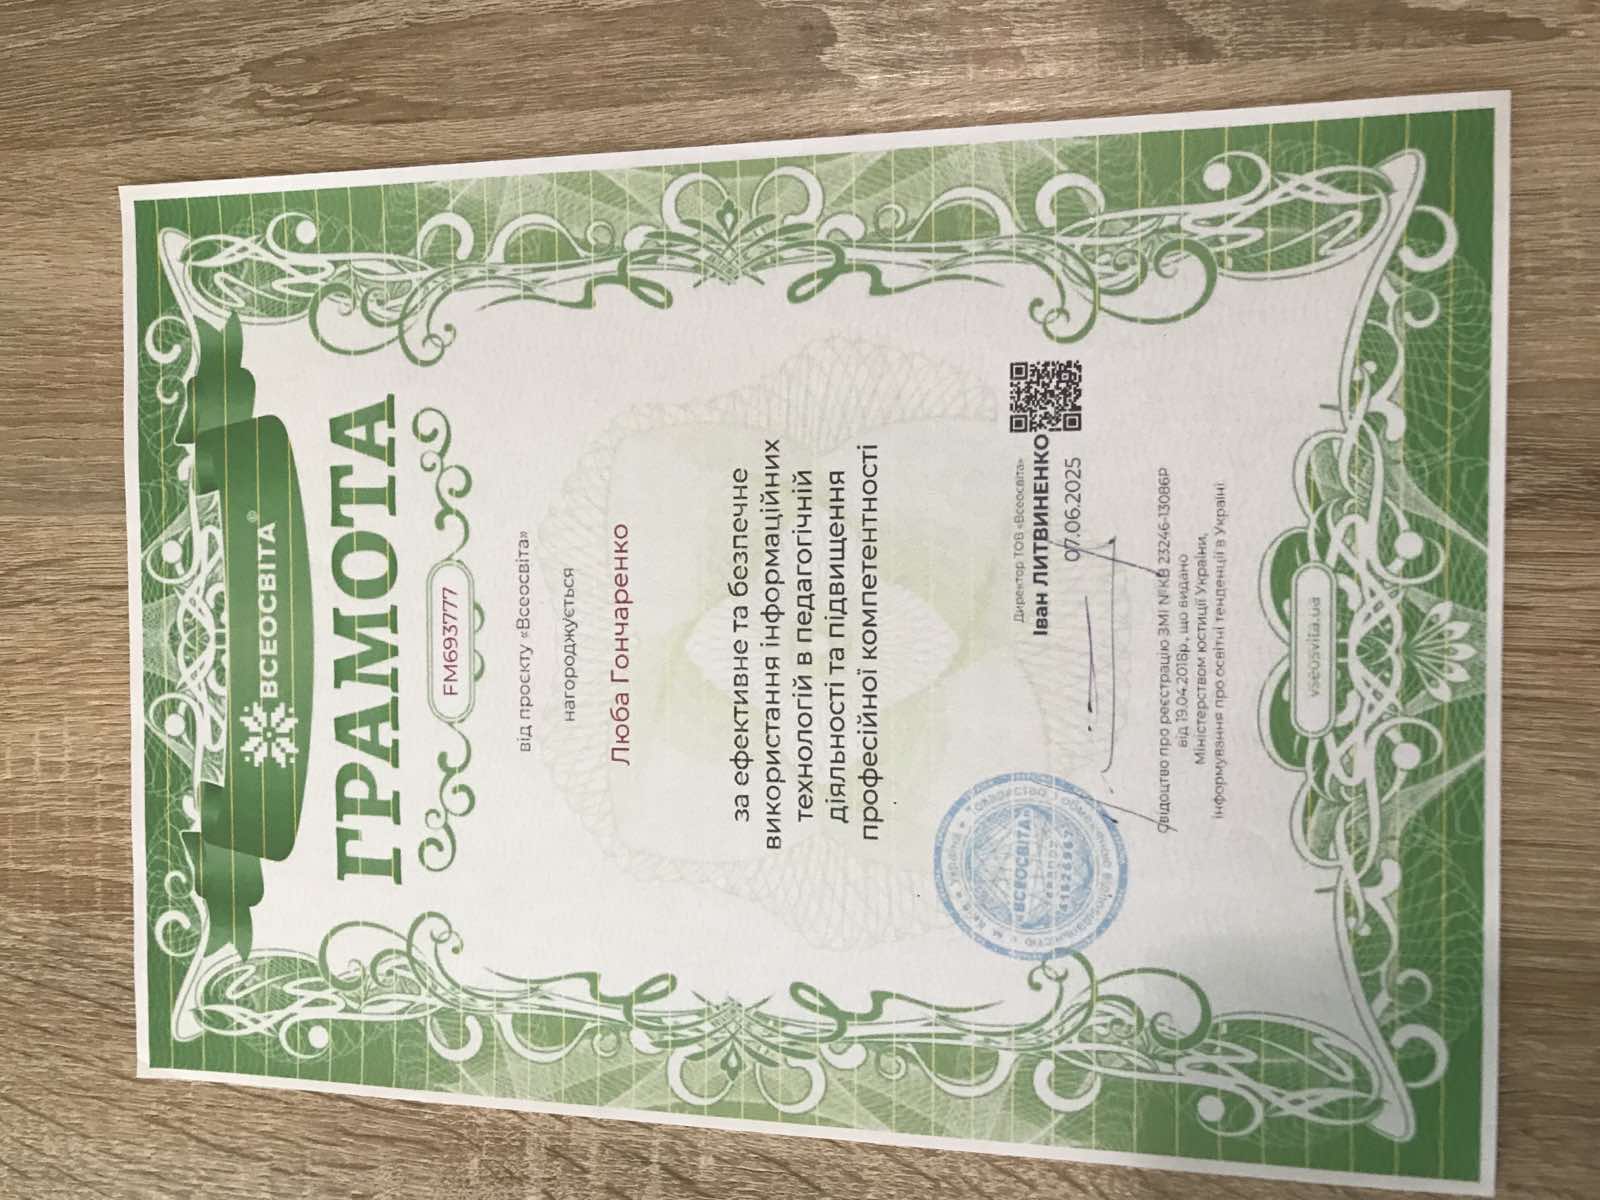 ВСЕОСВІТА®
ГРАМОТА
FM693777
від проєкту «Всеосвіта»
нагороджується
Люба Гончаренко
за ефективне та безпечне
використання інформаційних
технологій в педагогічній
діяльності та підвищення
професійної компетентності
Директор ТОВ «Всеосвіта»
Іван ЛИТВИНЕНКО
07.06.2025
«ВСЕОСВІТА»
Свідоцтво про реєстрацію ЗМІ № КВ 23246-13086Р
від 19.04.2018р., що видано
Міністерством юстиції України,
інформування про освітні тенденції в Україні
vseosvita.ua